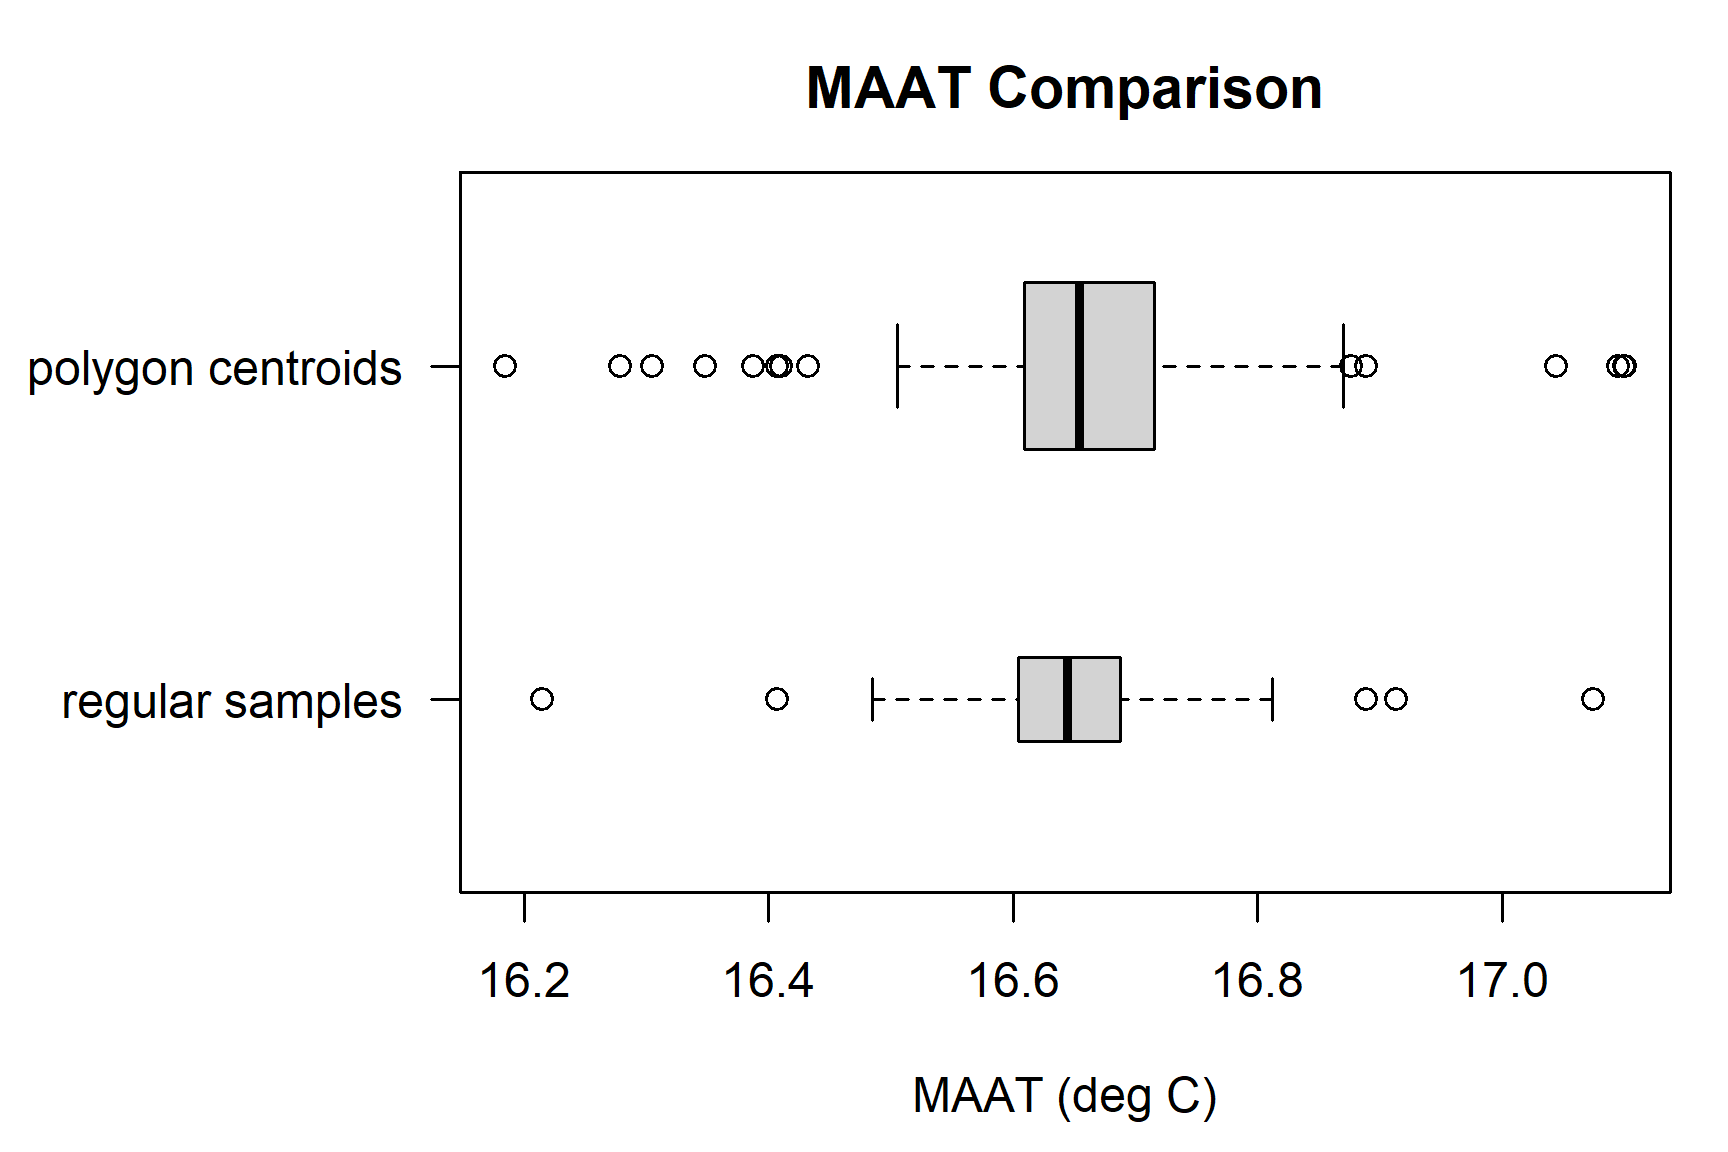 MAAT Comparison
polygon centroids
regular samples
16.2 16.4 16.6 16.8 17.0
MAAT (deg C)